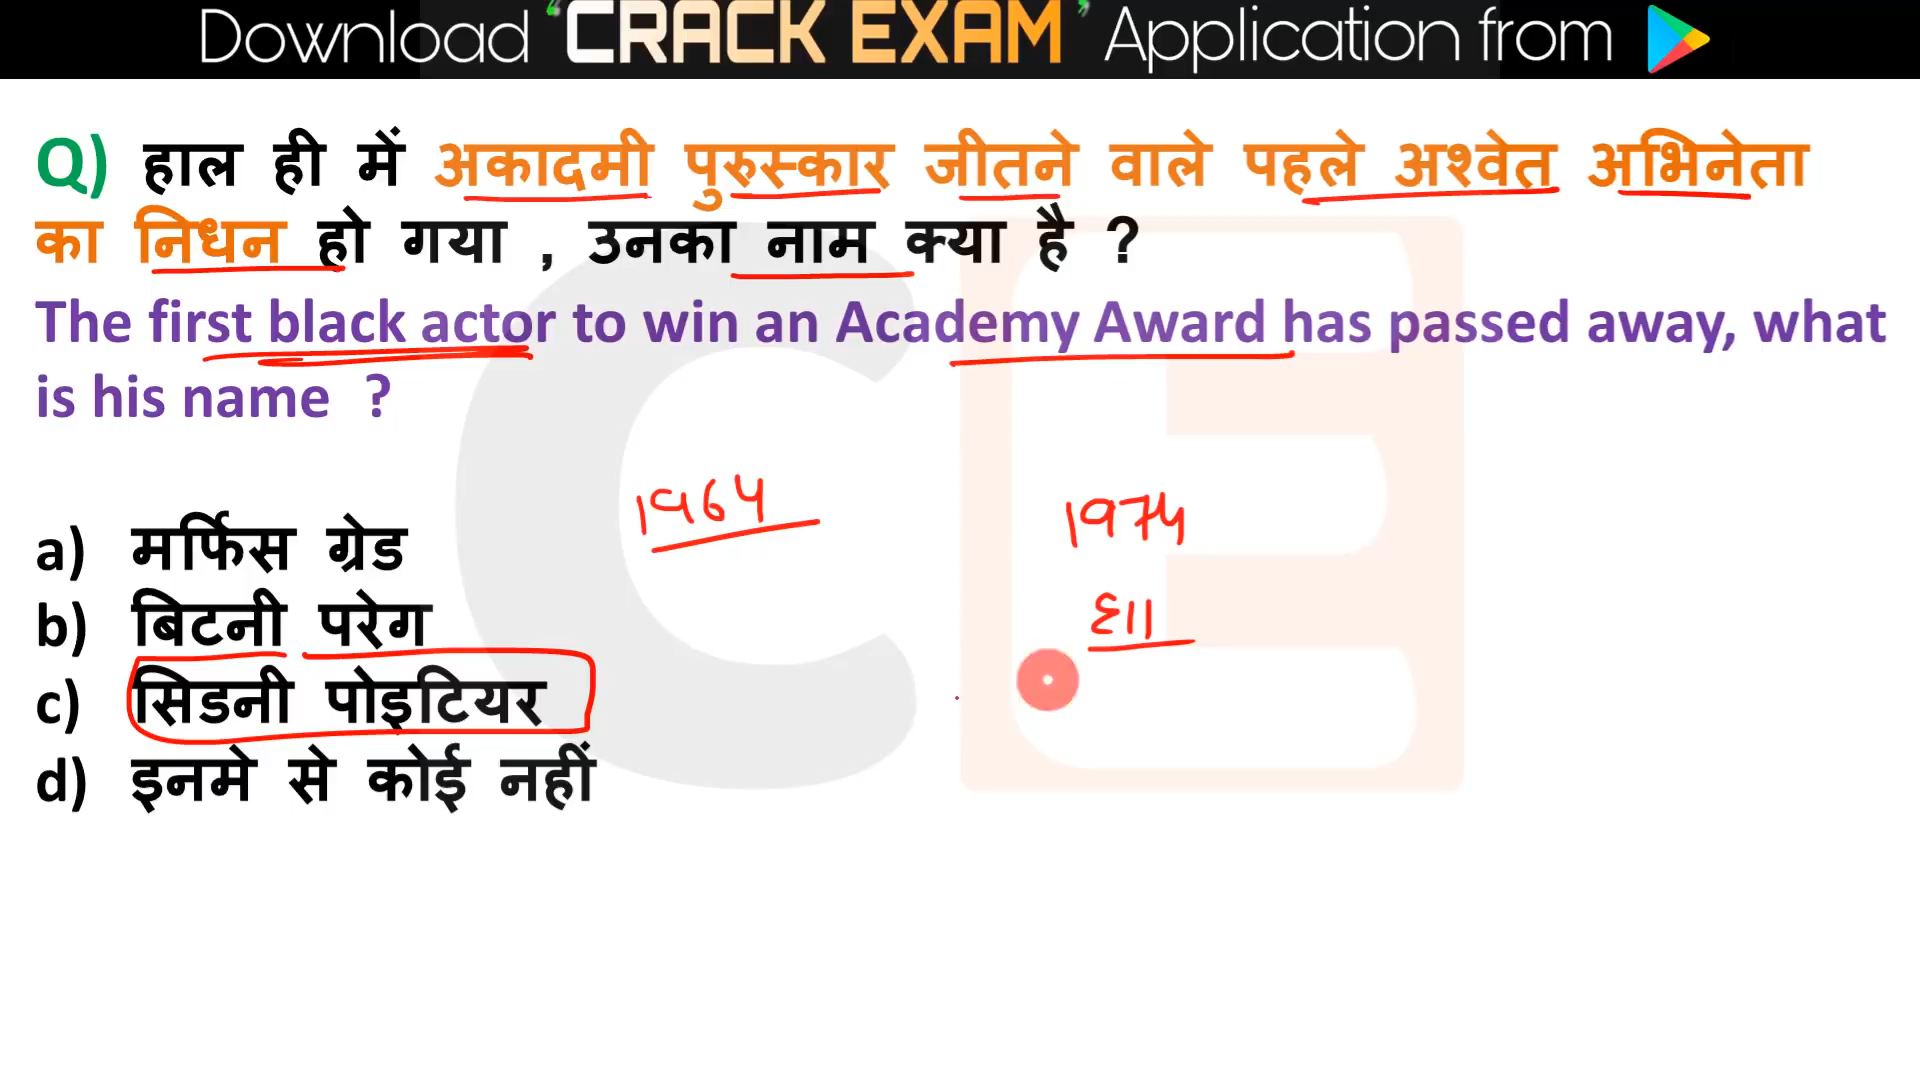 Download "CRACK EXAM" Application from
Q) हाल ही में अकादमी पुरुस्कार जीतने वाले पहले अश्वेत अभिनेता
का निधन हो गया , उनका नाम क्या है ?
The first black actor to win an Academy Award has passed away, what
is his name ?
1964
1974
a) मर्फिस ग्रेड
b) बिटनी परेग
c) सिडनी पोइटियर
d) इनमे से कोई नहीं
CE